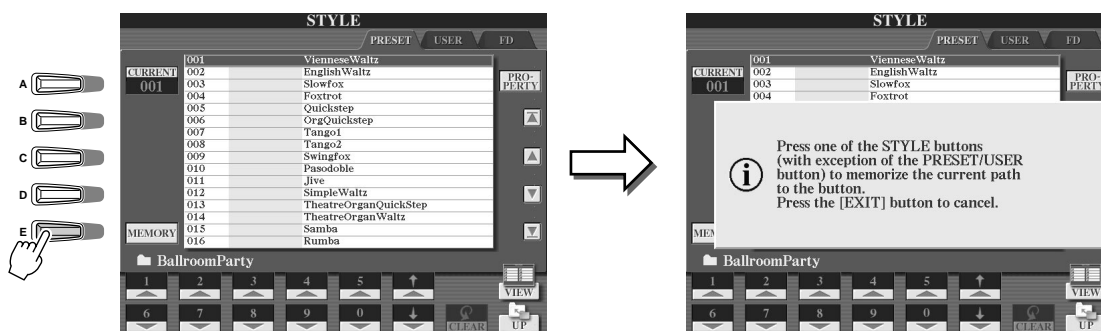 STYLE
PRESET USER FD
A
B
C
D
E
CURRENT
001
MEMORY
001 VienneseWaltz
002 EnglishWaltz
003 Slowfox
004 Foxtrot
005 Quickstep
006 OrgQuickstep
007 Tango1
008 Tango2
009 Swingfox
010 Pasodoble
011 Jive
012 SimpleWaltz
013 TheatreOrganQuickStep
014 TheatreOrganWaltz
015 Samba
016 Rumba
PRO-
PERTY
BallroomParty
1 2 3 4 5
VIEW
6 7 8 9 0
CLEAR
UP
STYLE
PRESET USER FD
CURRENT
001
001 VienneseWaltz
002 EnglishWaltz
003 Slowfox
004 Foxtrot
PRO-
PERTY
Press one of the STYLE buttons
(with exception of the PRESET/USER
button) to memorize the current path
to the button.
Press the [EXIT] button to cancel.
MEM
BallroomParty
1 2 3 4 5
VIEW
6 7 8 9 0
CLEAR
UP